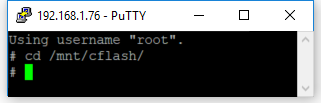 192.168.1.76 - PuTTY
Using username "root".
# cd /mnt/cflash/
#